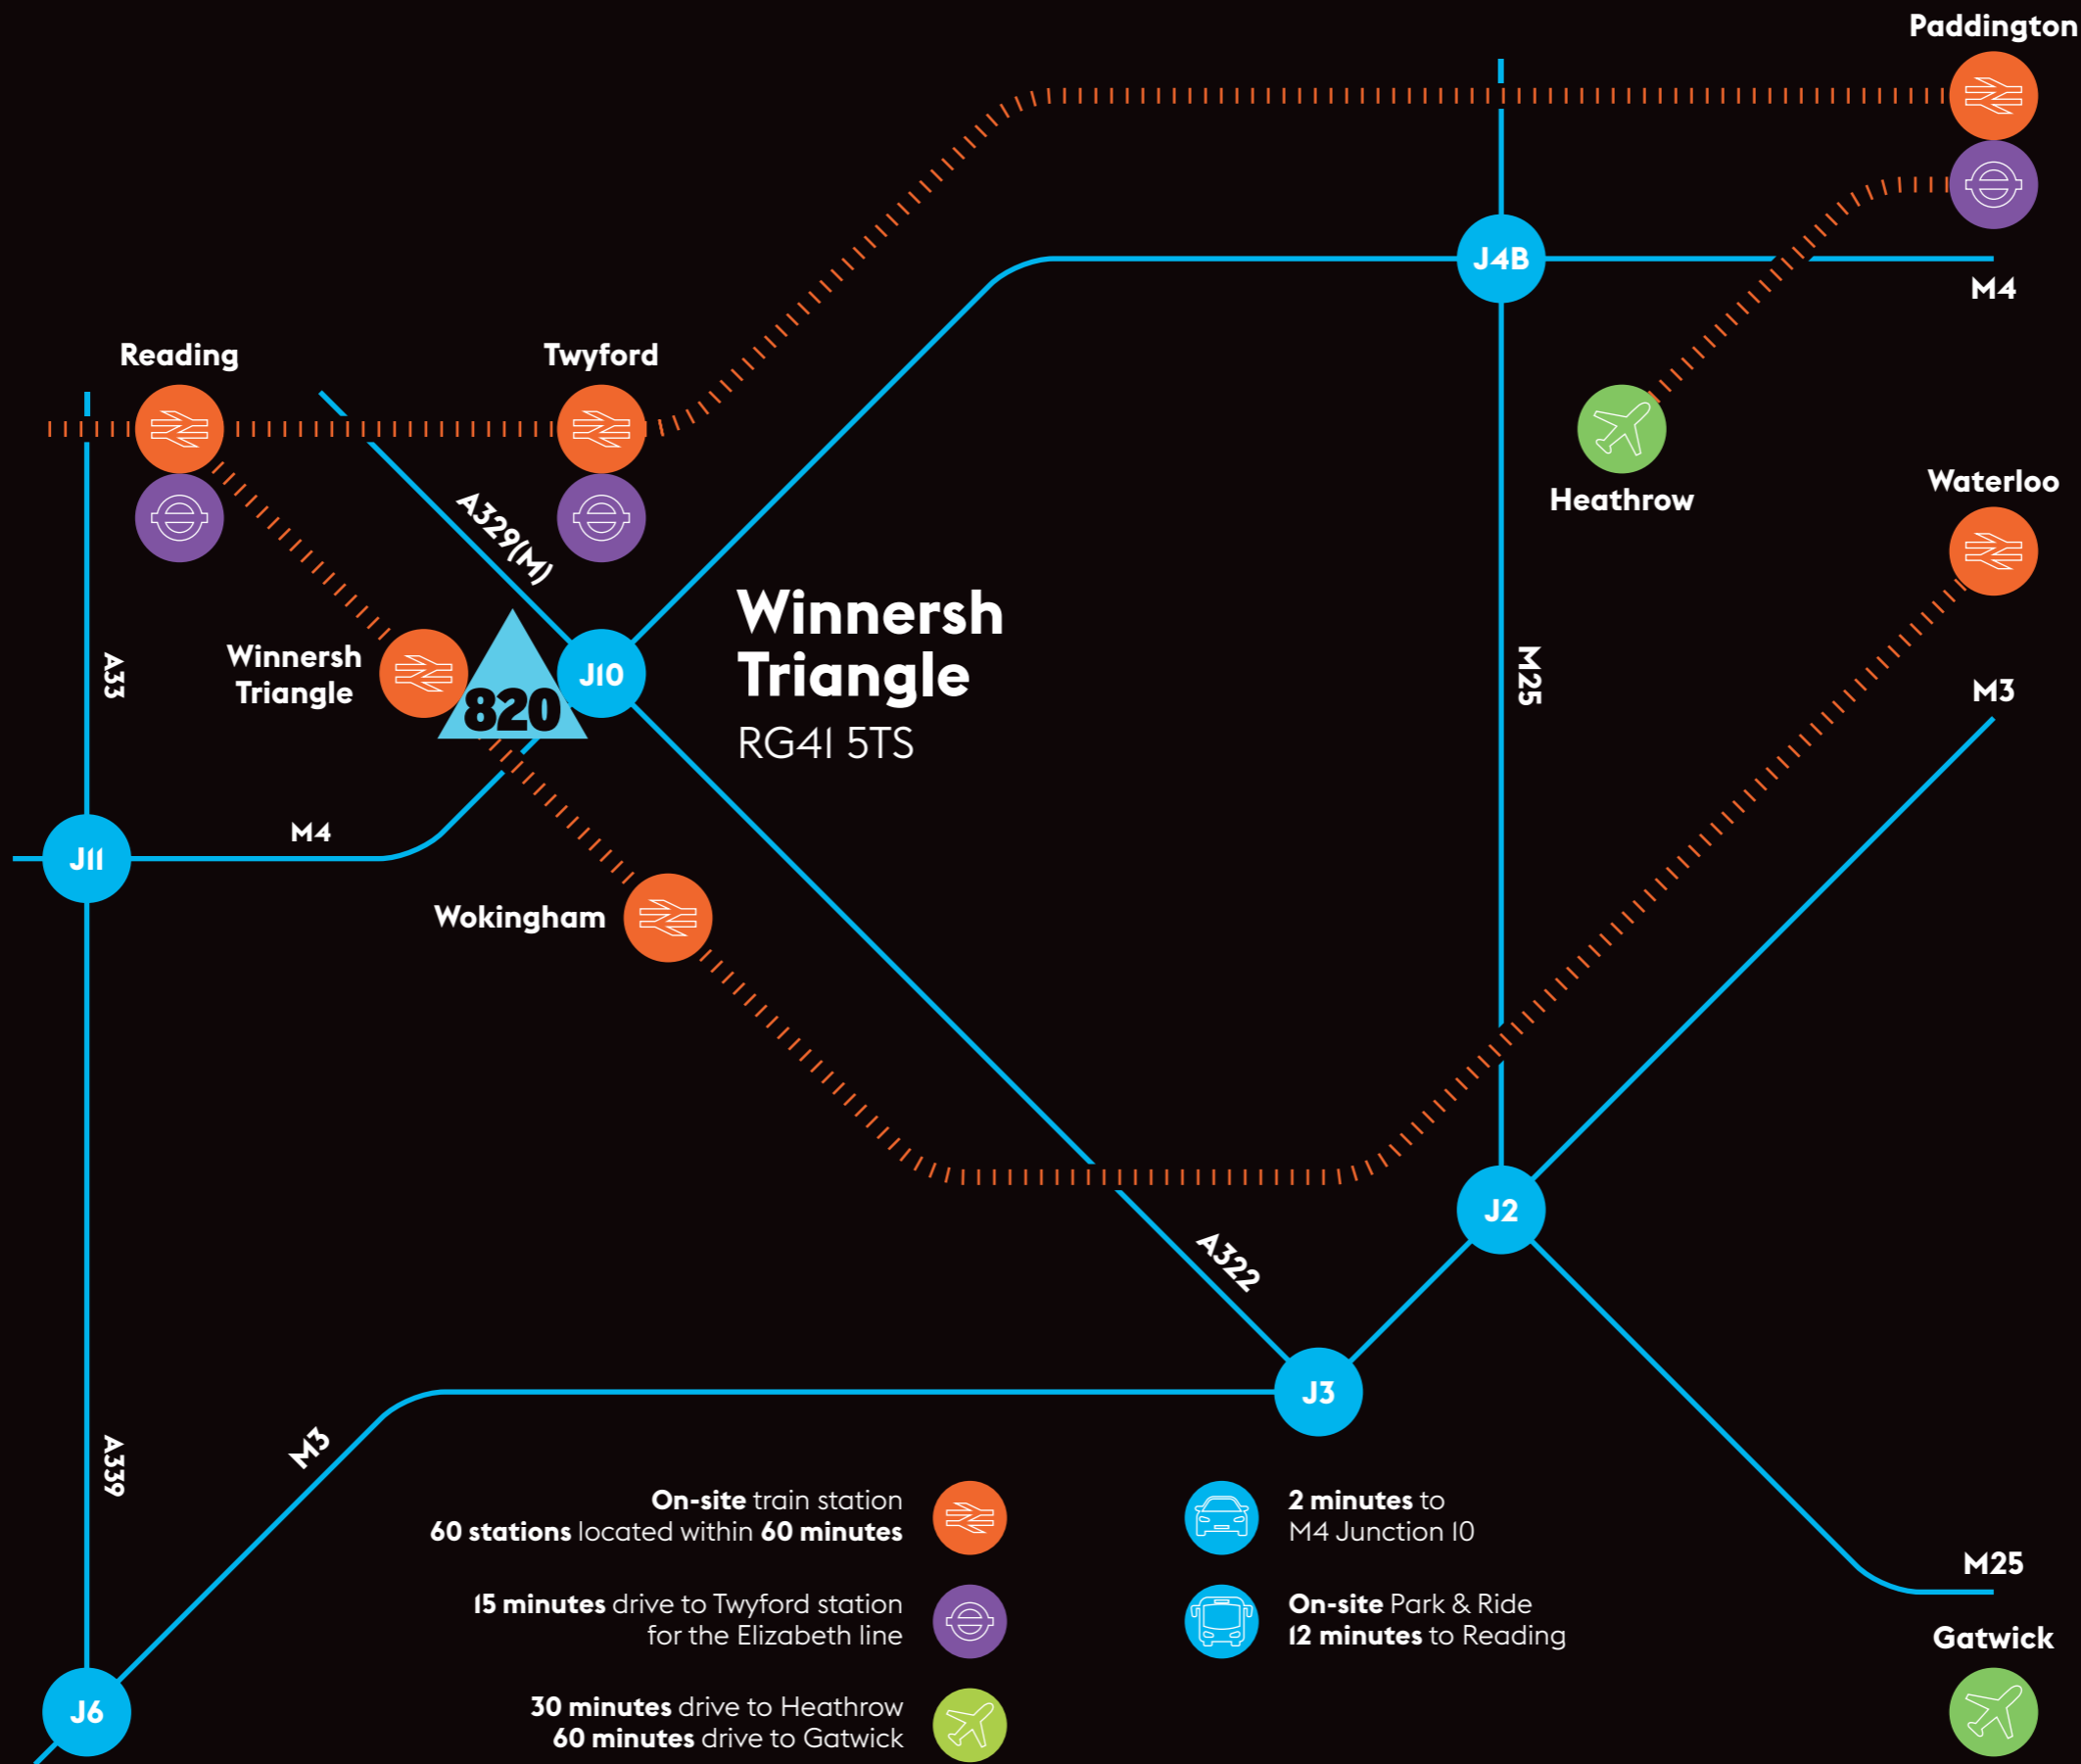 Paddington
J4B
M4
Reading
Twyford
A329(M)
Heathrow
Waterloo
Winnersh
Triangle
RG41 5TS
Winnersh
Triangle
820
J10
A33
M25
M3
M4
J11
Wokingham
J2
A322
J3
M3
A339
On-site train station
60 stations located within 60 minutes
15 minutes drive to Twyford station
for the Elizabeth line
30 minutes drive to Heathrow
60 minutes drive to Gatwick
2 minutes to
M4 Junction 10
On-site Park & Ride
12 minutes to Reading
M25
Gatwick
J6